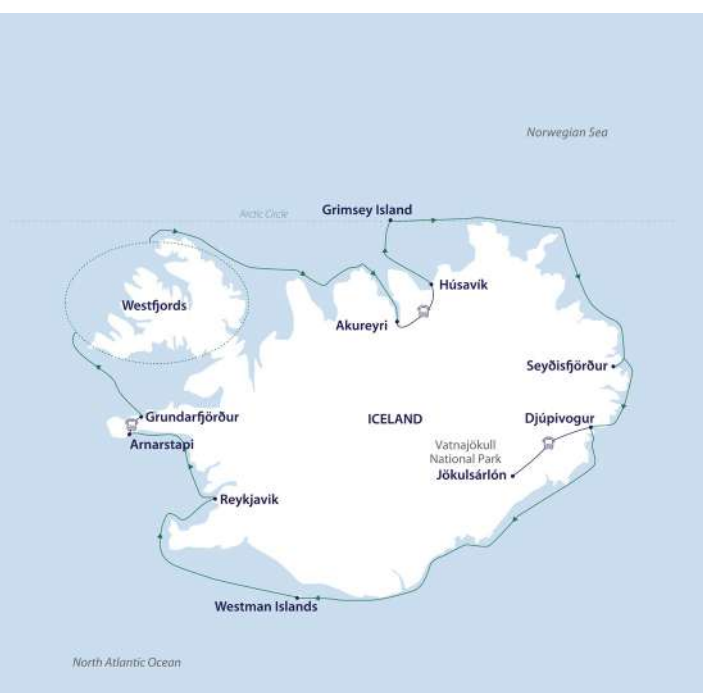 Norwegian Sea
Arctic Circle
Grimsey Island
Húsavík
Westfjords
Akureyri
Seyðisfjörður
Grundarfjörður
ICELAND
Djúpivogur
Arnarstapi
Vatnajökull
National Park
Jökulsárlón
Reykjavik
Westman Islands
North Atlantic Ocean